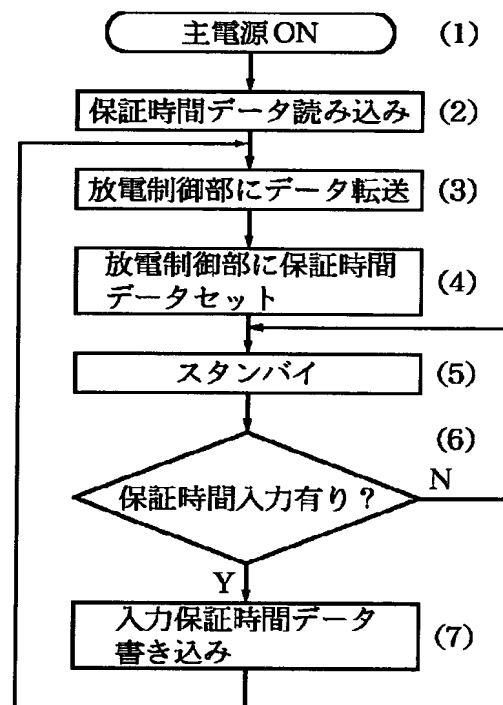 主電源ON (1)
保証時間データ読み込み (2)
放電制御部にデータ転送 (3)
放電制御部に保証時間
データセット (4)
スタンバイ (5)
(6)
保証時間入力有り？ N
Y
入力保証時間データ
書き込み (7)